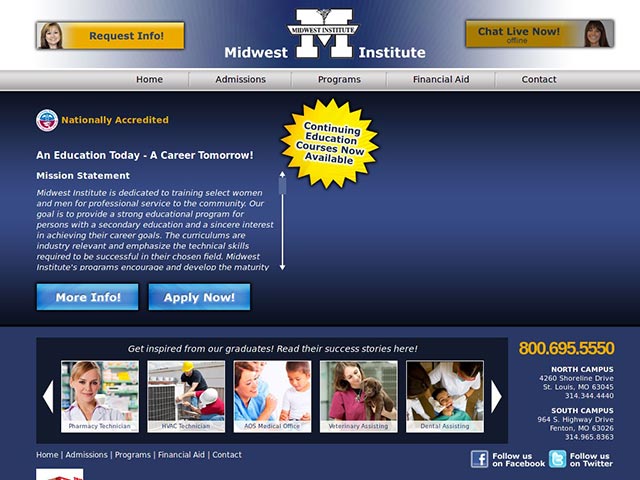 Request Info!
MIDWEST INSTITUTE
Midwest Institute
Chat Live Now!
offline
Home Admissions Programs Financial Aid Contact
Nationally Accredited
Continuing
Education
Courses Now
Available
An Education Today - A Career Tomorrow!
Mission Statement
Midwest Institute is dedicated to training select women
and men for professional service to the community. Our
goal is to provide a strong educational program for
persons with a secondary education and a sincere interest
in achieving their career goals. The curriculums are
industry relevant and emphasize the technical skills
required to be successful in their chosen field. Midwest
Institute's programs encourage and develop the maturity
More Info! Apply Now!
Get inspired from our graduates! Read their success stories here!
Pharmacy Technician
HVAC Technician
AOS Medical Office
Veterinary Assisting
Dental Assisting
800.695.5550
NORTH CAMPUS
4260 Shoreline Drive
St. Louis, MO 63045
314.344.4440
SOUTH CAMPUS
964 S. Highway Drive
Fenton, MO 63026
314.965.8363
Home | Admissions | Programs | Financial Aid | Contact
Follow us
on Facebook
Follow us
on Twitter